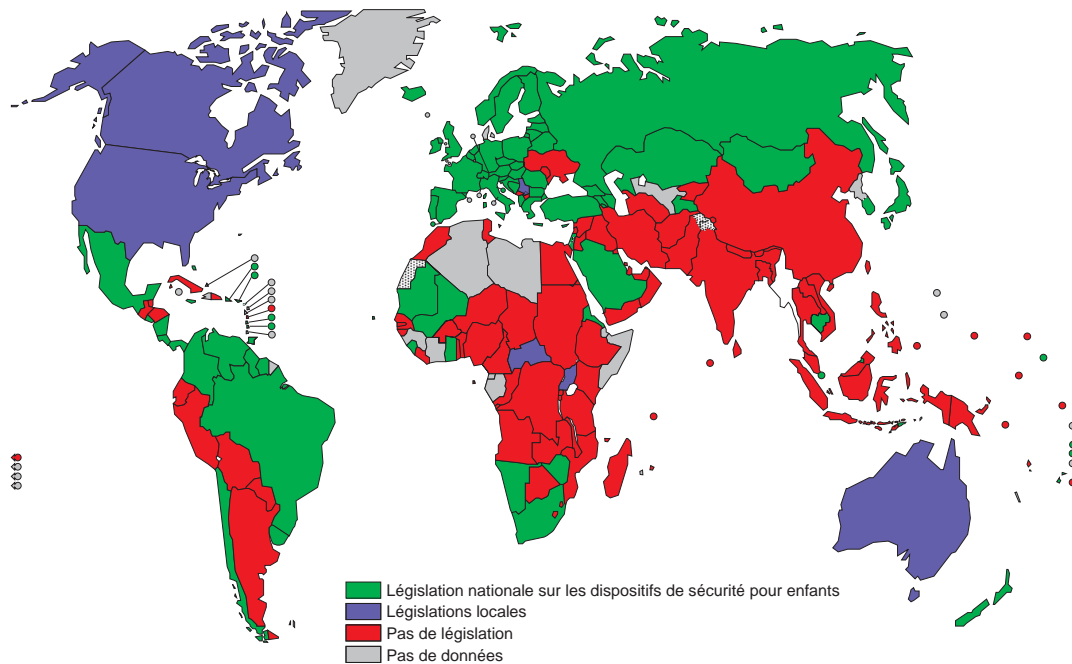 Législation nationale sur les dispositifs de sécurité pour enfants
Législations locales
Pas de législation
Pas de données